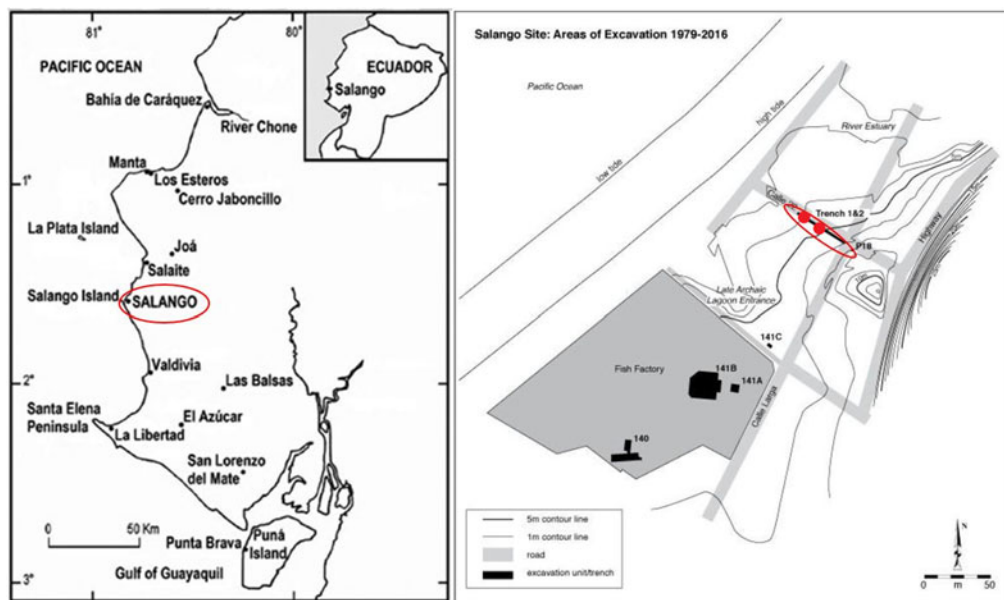 81
80
PACIFIC OCEAN
ECUADOR
Salango
Bahía de Caráquez
River Chone
Manta
Los Esteros
Cerro Jaboncillo
1°
La Plata Island
Joá
Salaite
Salango Island
SALANGO
Valdivia
2°
Las Balsas
Santa Elena
Peninsula
El Azúcar
La Libertad
San Lorenzo
del Mate
0
50 Km
Punta Brava
Puná
Island
Gulf of Guayaquil
3°
Salango Site: Areas of Excavation 1979-2016
Pacific Ocean
high tide
low tide
River Estuary
Trench 1&2
P18
Highway
Late Archaic
Lagoon Entrance
141C
Fish Factory
141B
141A
Calle Larga
140
5m contour line
1m contour line
road
excavation unit/trench
N
0
m
50